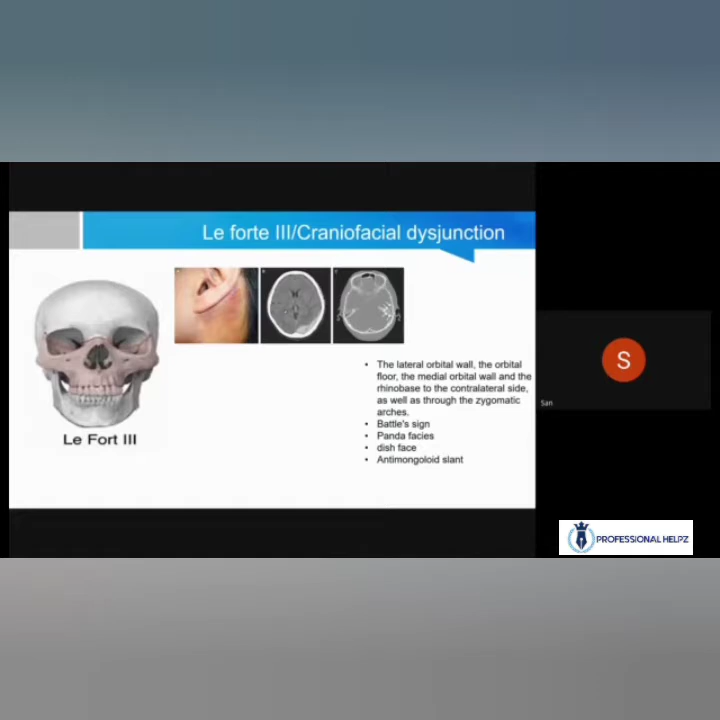 Le forte III/Craniofacial dysjunction
Le Fort III
• The lateral orbital wall, the orbital
floor, the medial orbital wall and the
rhinobase to the contralateral side,
as well as through the zygomatic
arches.
• Battle's sign
• Panda facies
• dish face
• Antimongoloid slant
S
San
PROFESSIONAL HELPZ